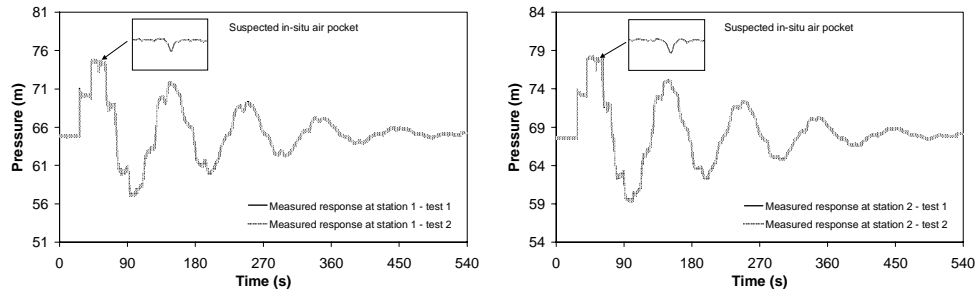 81
76
71
66
61
56
51
Pressure (m)
Suspected in-situ air pocket
Measured response at station 1 - test 1
Measured response at station 1 - test 2
0 90 180 270 360 450 540
Time (s)
84
79
74
69
64
59
54
Pressure (m)
Suspected in-situ air pocket
Measured response at station 2 - test 1
Measured response at station 2 - test 2
0 90 180 270 360 450 540
Time (s)